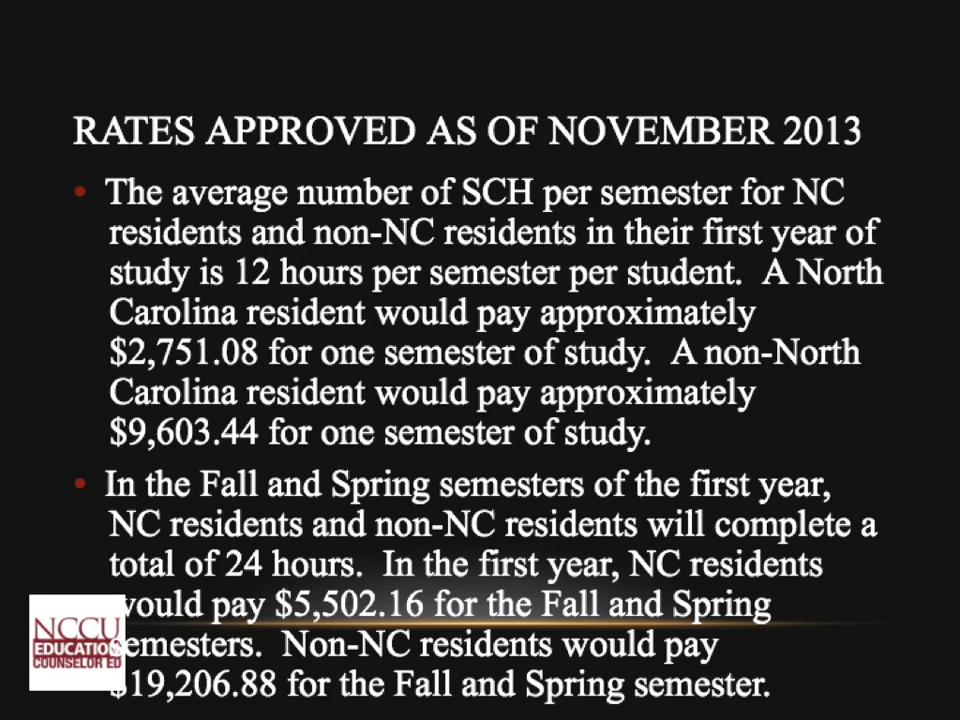 RATES APPROVED AS OF NOVEMBER 2013
• The average number of SCH per semester for NC
residents and non-NC residents in their first year of
study is 12 hours per semester per student. A North
Carolina resident would pay approximately
$2,751.08 for one semester of study. A non-North
Carolina resident would pay approximately
$9,603.44 for one semester of study.
• In the Fall and Spring semesters of the first year,
NC residents and non-NC residents will complete a
total of 24 hours. In the first year, NC residents
would pay $5,502.16 for the Fall and Spring
semesters. Non-NC residents would pay
$19,206.88 for the Fall and Spring semester.
NCCU
EDUCATION
COUNSELOR ED